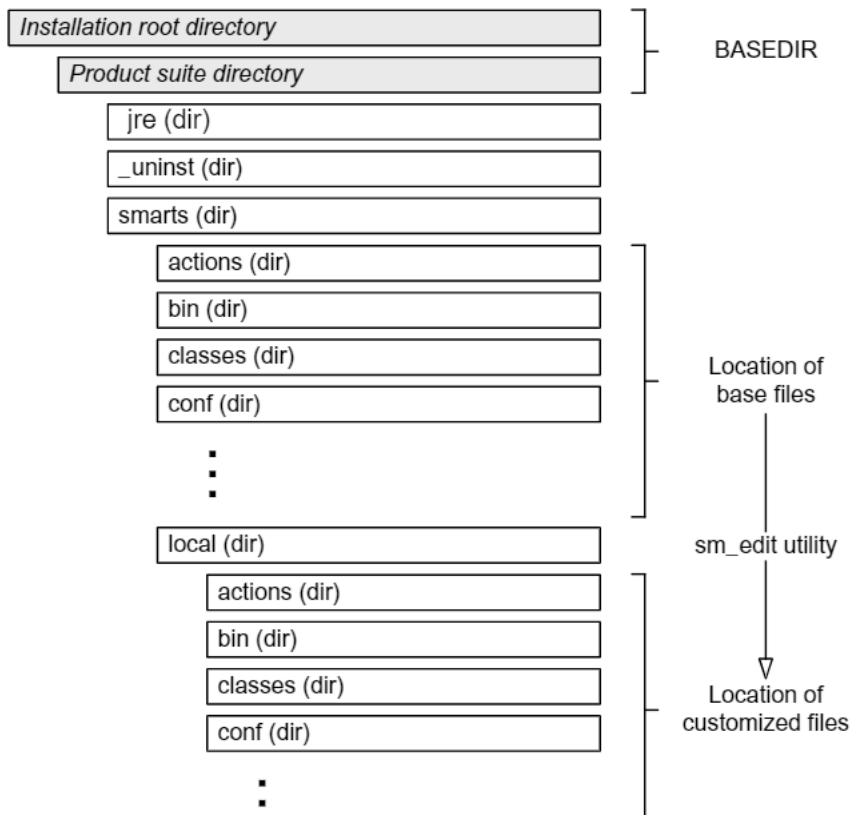 Installation root directory
BASEDIR
Product suite directory
jre (dir)
_uninst (dir)
smarts (dir)
actions (dir)
bin (dir)
classes (dir)
conf (dir)
Location of
base files
local (dir)
sm_edit utility
actions (dir)
bin (dir)
classes (dir)
conf (dir)
Location of
customized files